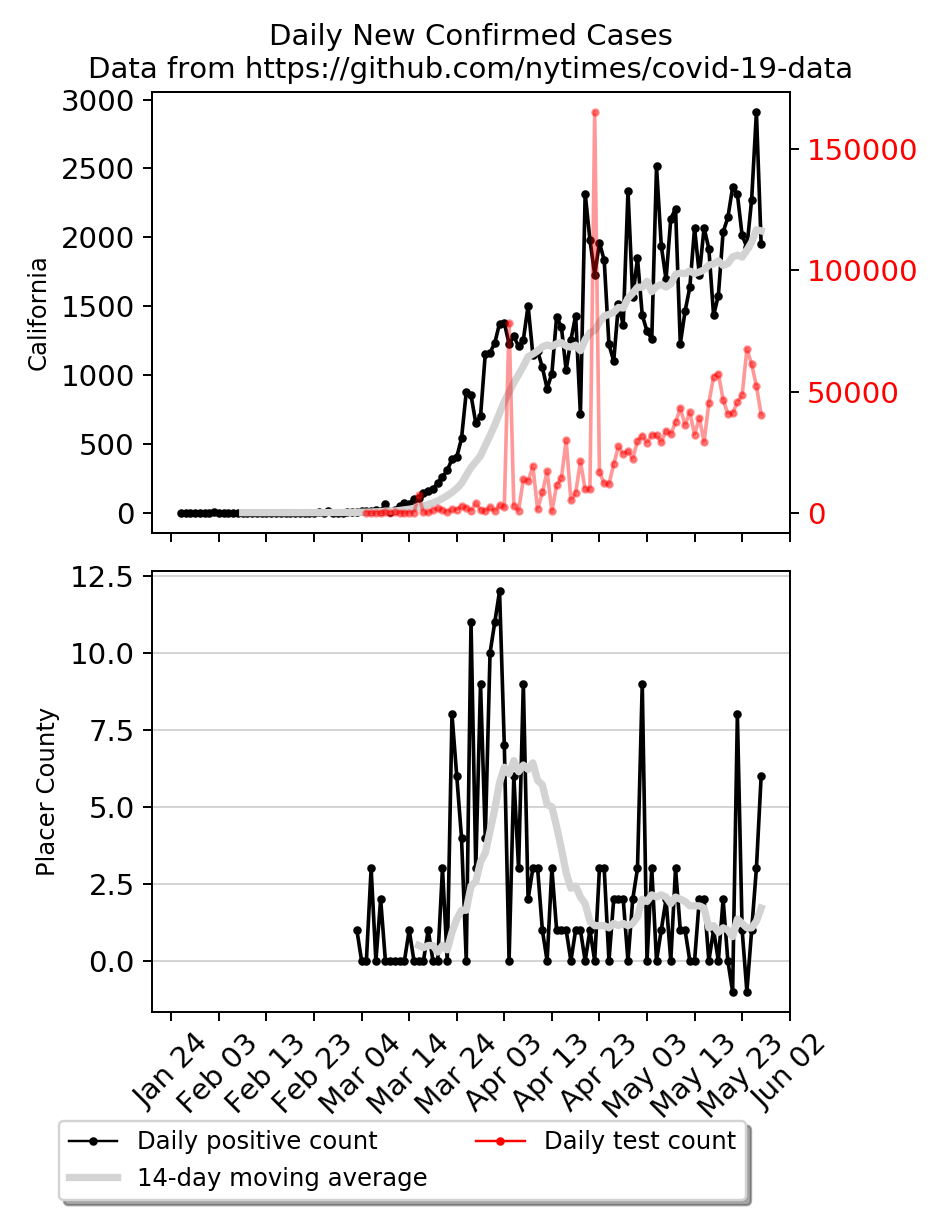 Daily New Confirmed Cases
Data from https://github.com/nytimes/covid-19-data
California
3000
2500
2000
1500
1000
500
0
150000
100000
50000
0
Placer County
12.5
10.0
7.5
5.0
2.5
0.0
Jan 24
Feb 03
Feb 13
Feb 23
Mar 04
Mar 14
Mar 24
Apr 03
Apr 13
Apr 23
May 03
May 13
May 23
Jun 02
Daily positive count
14-day moving average
Daily test count